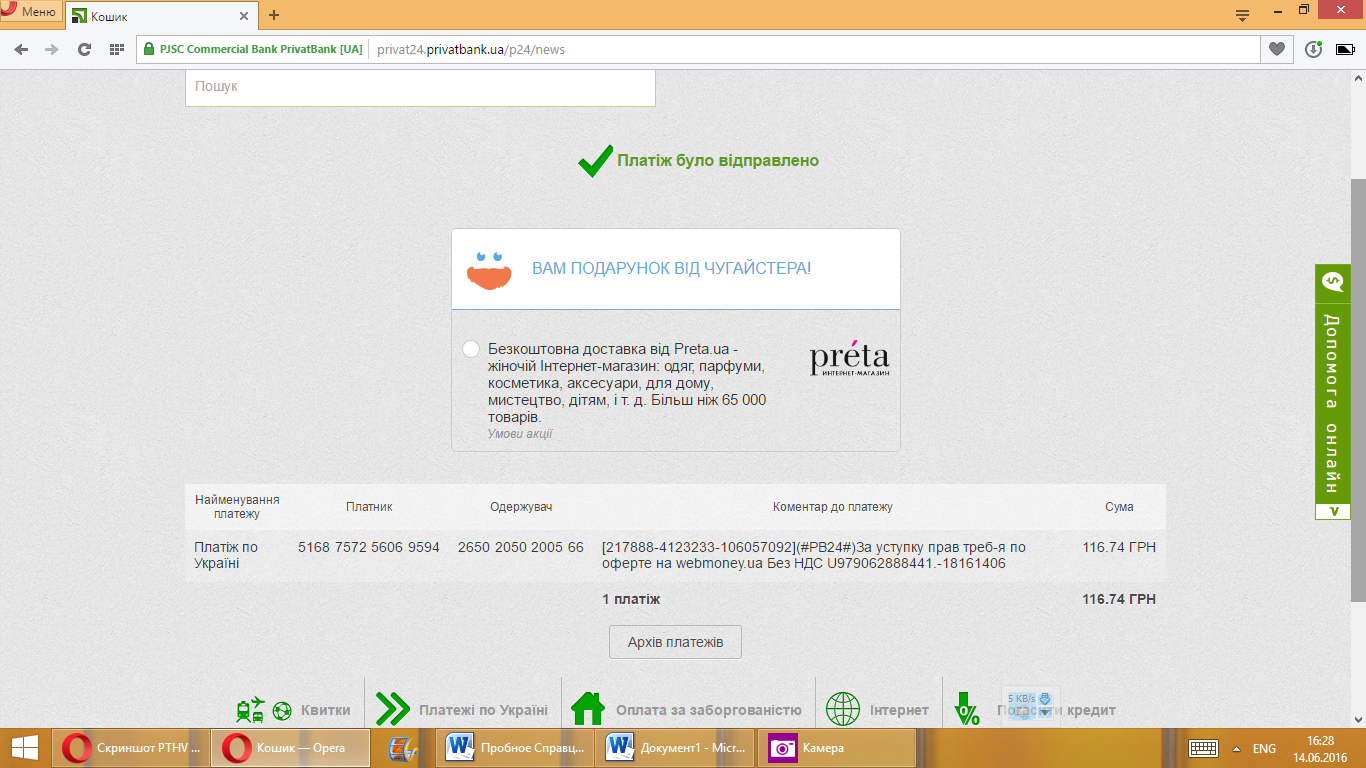 Меню
Кошик
PJSC Commercial Bank PrivatBank [UA]
privat24.privatbank.ua/p24/news
Пошук
Платіж було відправлено
ВАМ ПОДАРУНОК ВІД ЧУГАЙСТЕРА!
Безкоштовна доставка від Preta.ua -
жіночій Інтернет-магазин: одяг, парфуми,
косметика, аксесуари, для дому,
мистецтво, дітям, і т. д. Більш ніж 65 000
товарів.
Умови акції
préta
ИНТЕРНЕТ-МАГАЗИН
Допомога онлайн
Найменування
платежу
Платник
Одержувач
Коментар до платежу
Сума
Платіж по
Україні
5168 7572 5606 9594
2650 2050 2005 66
[217888-4123233-106057092](#PB24#)За уступку прав треб-я по
оферте на webmoney.ua Без НДС U979062888441.-18161406
116.74 ГРН
1 платіж
116.74 ГРН
Архів платежів
Квитки
Платежі по Україні
Оплата за заборгованістю
Інтернет
кредит
5 KB/s
Скриншот PTHV ...
Кошик — Opera
Пробное Справц...
Документ1 - Micr...
Камера
ENG
16:28
14.06.2016